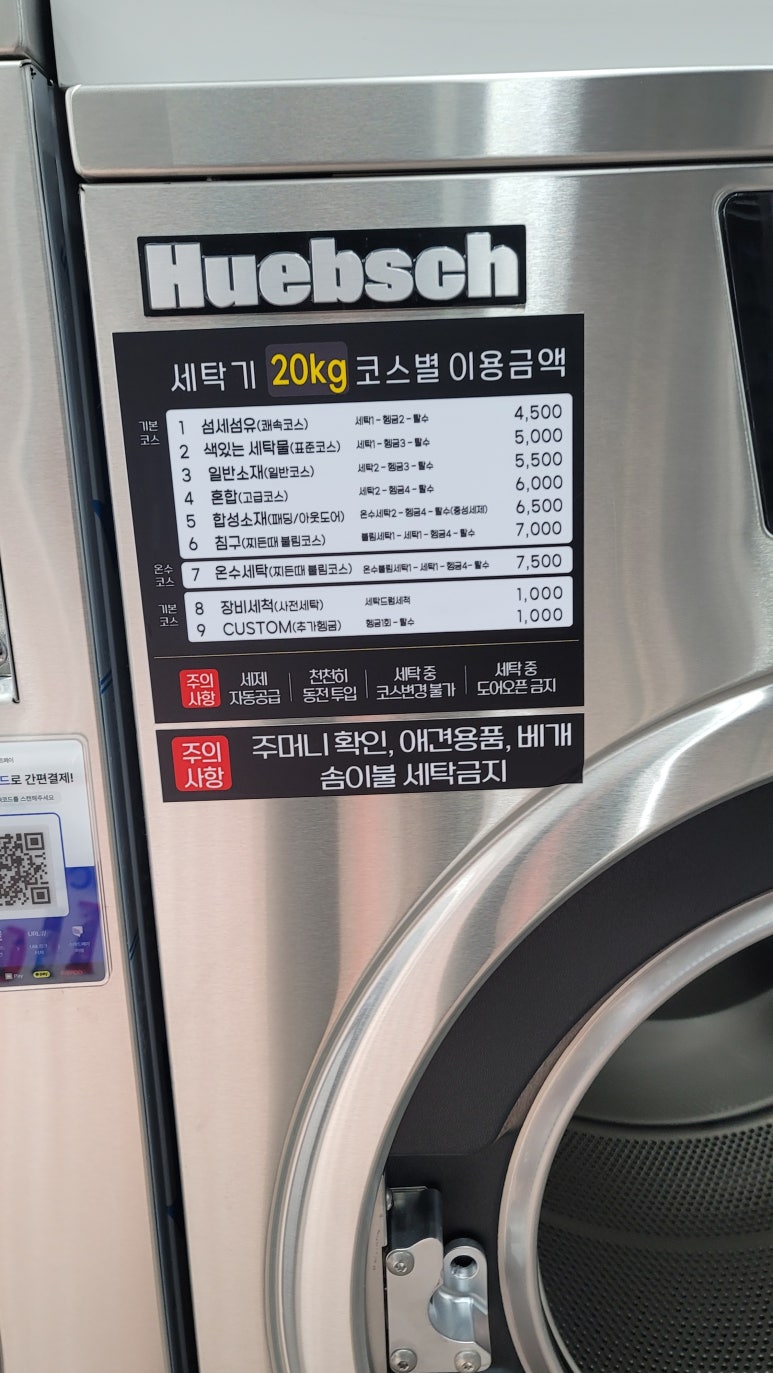 Huebsch
세탁기 20kg 코스별 이용금액
기본
코스
1 섬세섬유(쾌속코스) 세탁1 - 헹굼2 - 탈수 4,500
2 색있는 세탁물(표준코스) 세탁1 - 헹굼3 - 탈수 5,000
3 일반소재(일반코스) 세탁2 - 헹굼3 - 탈수 5,500
4 혼합(고급코스) 세탁2 - 헹굼4 - 탈수 6,000
5 합성소재(패딩/아웃도어) 온수세탁2 - 헹굼4 - 탈수(중성세제) 6,500
6 침구(찌든때 불림코스) 불림세탁1 - 세탁1 - 헹굼4 - 탈수 7,000
온수
코스
7 온수세탁(찌든때 불림코스) 온수불림세탁1 - 세탁1 - 헹굼4 - 탈수 7,500
기본
코스
8 장비세척(사전세탁) 세탁드럼세척 1,000
9 CUSTOM(추가헹굼) 헹굼1회 - 탈수 1,000
주의
사항
세제
자동공급
천천히
동전 투입
세탁 중
코스변경 불가
세탁 중
도어오픈 금지
주의
사항
주머니 확인, 애견용품, 베개
솜이불 세탁금지
로 간편결제!
스캔해주세요
URL
Pay